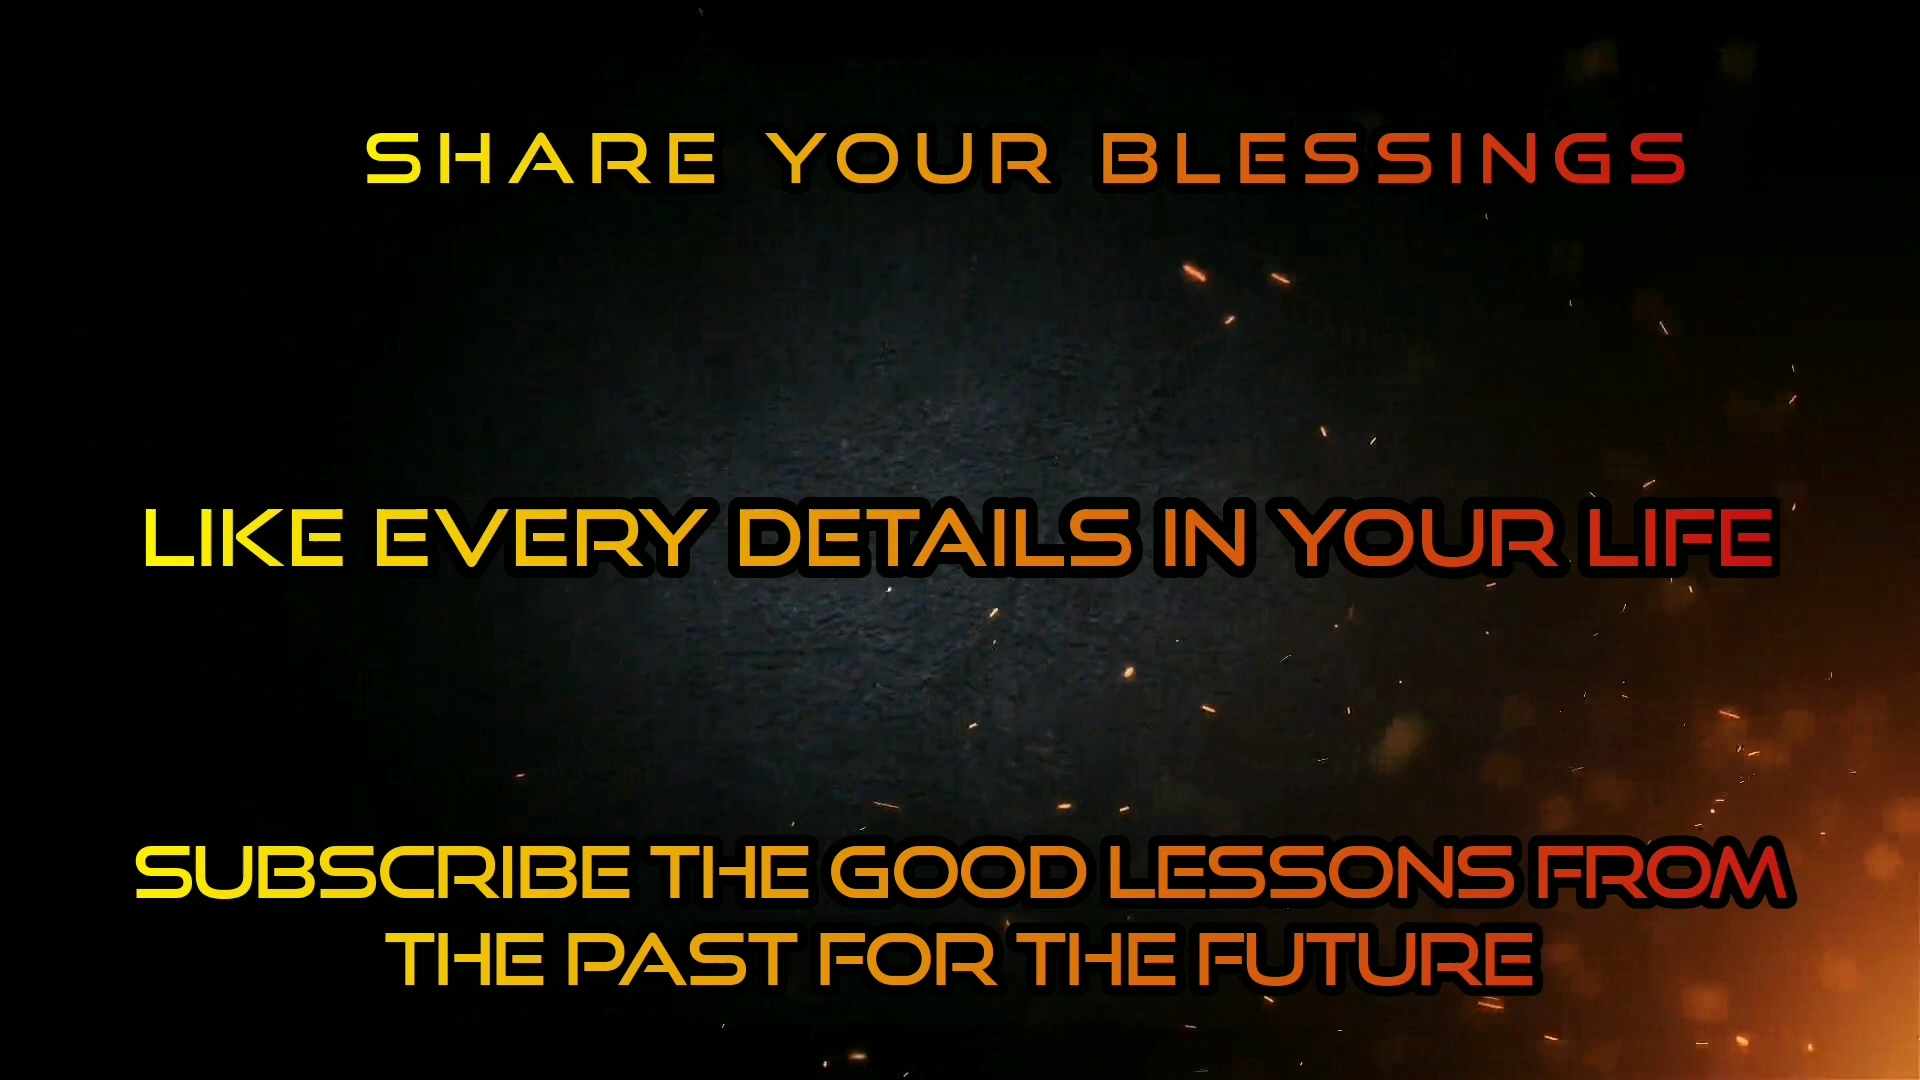 SHARE YOUR BLESSINGS
LIKE EVERY DETAILS IN YOUR LIFE
SUBSCRIBE THE GOOD LESSONS FROM
THE PAST FOR THE FUTURE